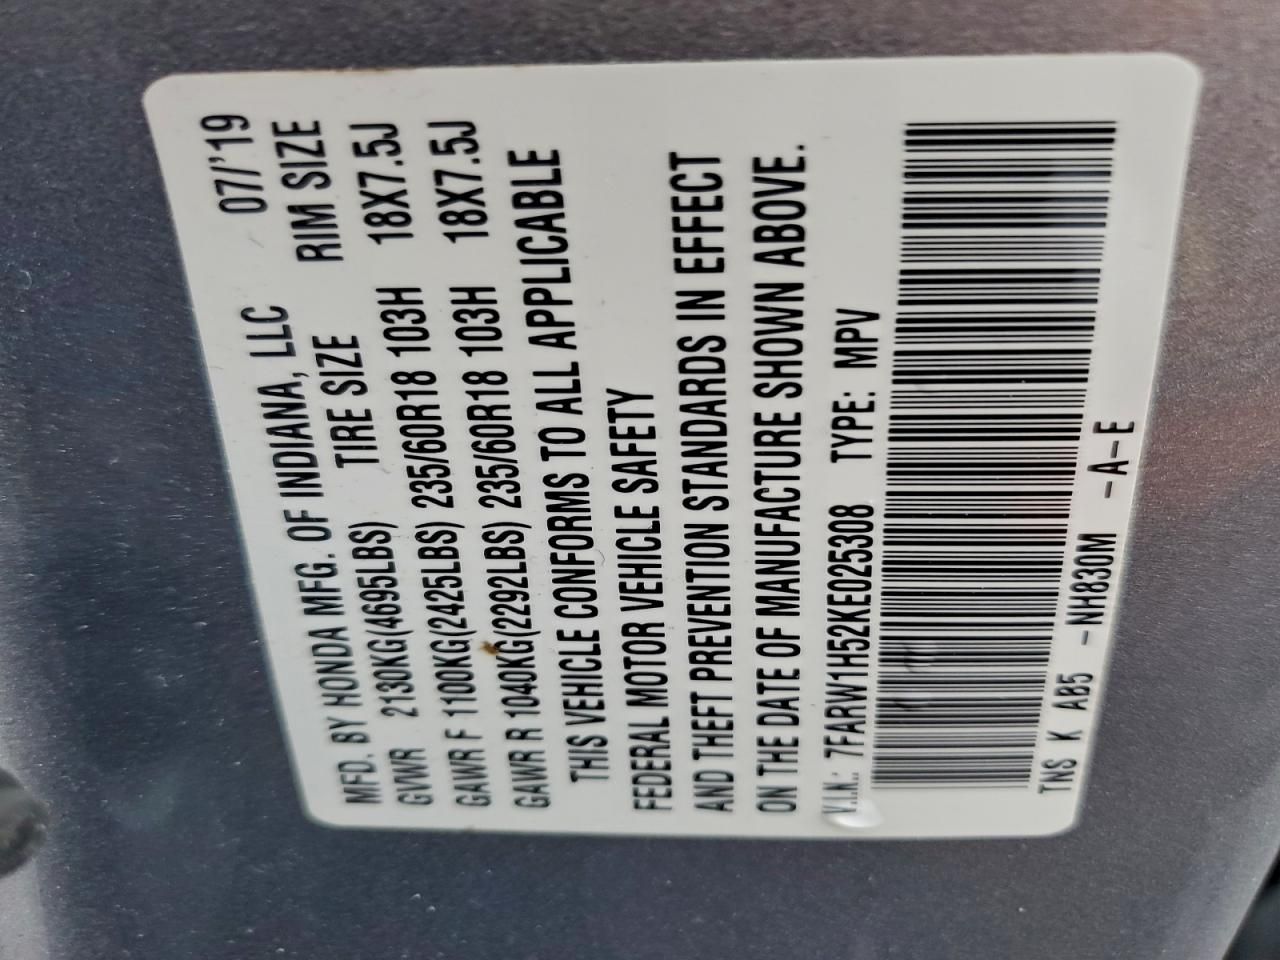 MFD. BY HONDA MFG. OF INDIANA, LLC 07/'19
GVWR 2130KG(4695LBS) TIRE SIZE RIM SIZE
GAWR F 1100KG(2425LBS) 235/60R18 103H 18X7.5J
GAWR R 1040KG(2292LBS) 235/60R18 103H 18X7.5J
THIS VEHICLE CONFORMS TO ALL APPLICABLE
FEDERAL MOTOR VEHICLE SAFETY
AND THEFT PREVENTION STANDARDS IN EFFECT
ON THE DATE OF MANUFACTURE SHOWN ABOVE.
V.I.N.: 7FARW1H52KE025308 TYPE: MPV
TNS K AB5 -NH830M -A-E